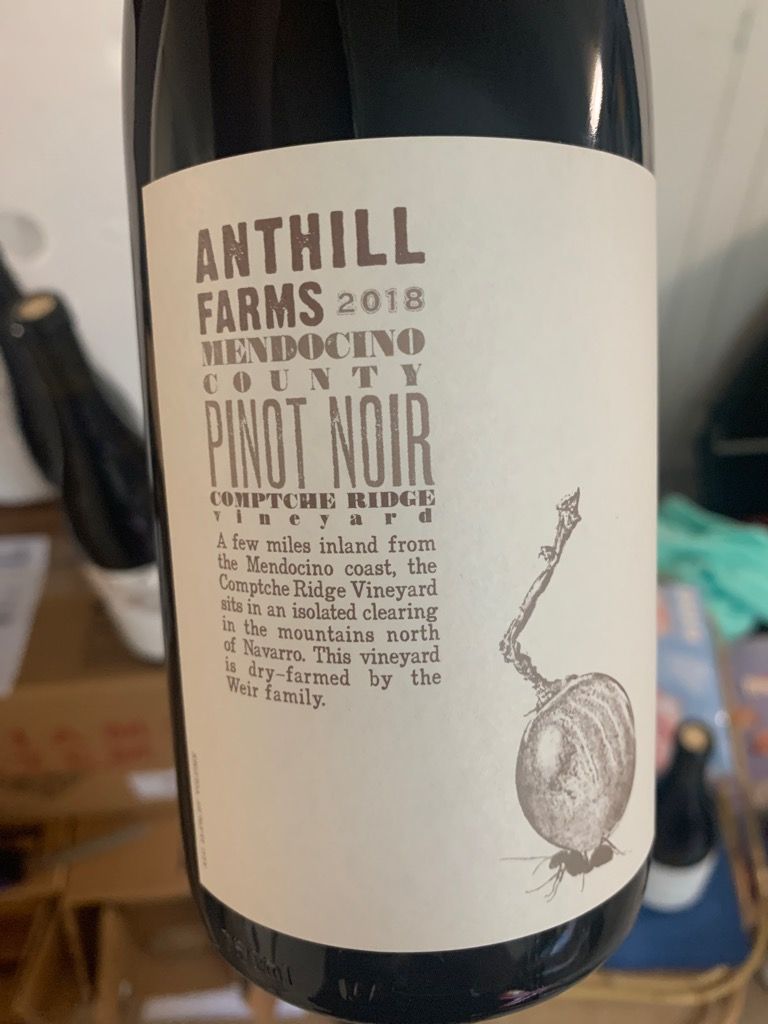 ANTHILL
FARMS 2018
MENDOCINO
COUNTY
PINOT NOIR
COMPTCHE RIDGE
vineyard
A few miles inland from
the Mendocino coast, the
Comptche Ridge Vineyard
sits in an isolated clearing
in the mountains north
of Navarro. This vineyard
is dry-farmed by the
Weir family.